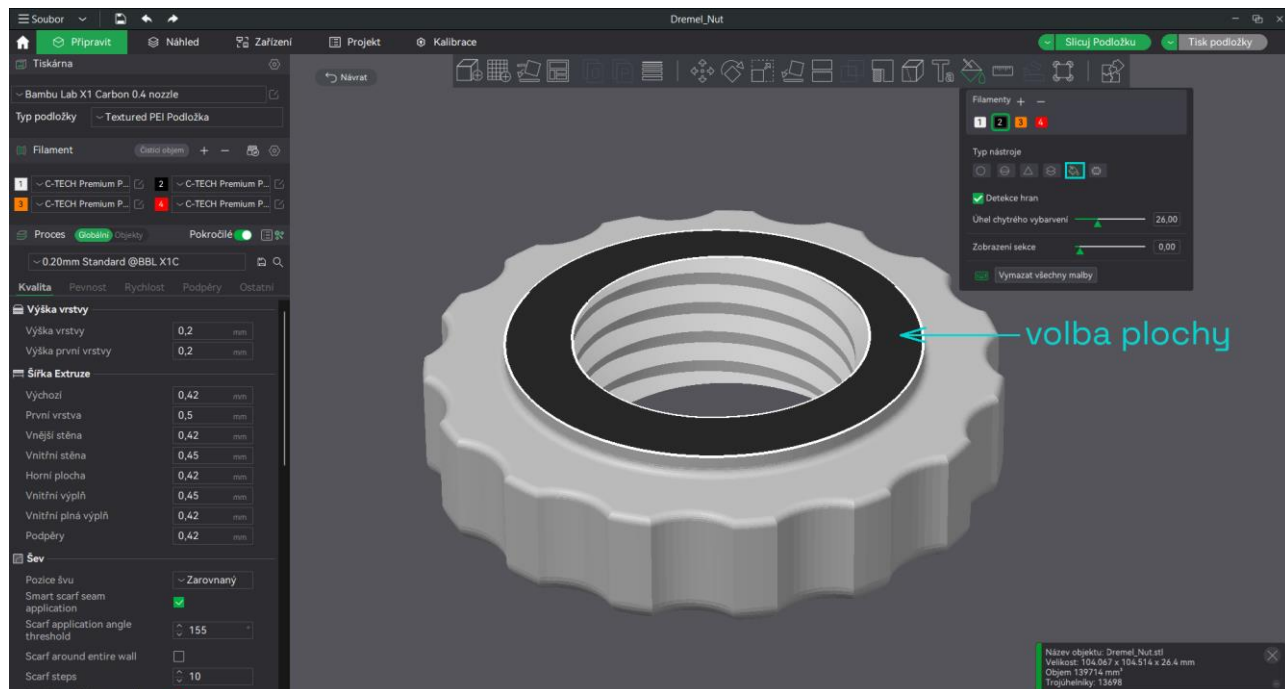 Soubor
Dremel_Nut
Připravit
Náhled
Zařízení
Projekt
Kalibrace
Slicuj Podložku
Tisk podložky
Tiskárna
Návrat
Bambu Lab X1 Carbon 0.4 nozzle
Typ podložky Textured PEI Podložka
Filament Čisticí objem + −
1 C-TECH Premium P... 2 C-TECH Premium P...
3 C-TECH Premium P... 4 C-TECH Premium P...
Proces Globální Objekty Pokročilé
0.20mm Standard @BBL X1C
Kvalita Pevnost Rychlost Podpěry Ostatní
Výška vrstvy
Výška vrstvy 0,2 mm
Výška první vrstvy 0,2 mm
Šířka Extruze
Výchozí 0,42 mm
První vrstva 0,5 mm
Vnější stěna 0,42 mm
Vnitřní stěna 0,45 mm
Horní plocha 0,42 mm
Vnitřní výplň 0,45 mm
Vnitřní plná výplň 0,42 mm
Podpěry 0,42 mm
Šev
Pozice švu Zarovnaný
Smart scarf seam
application
Scarf application angle
threshold 155 °
Scarf around entire wall
Scarf steps 10
Filamenty + −
1 2 3 4
Typ nástroje
Detekce hran
Úhel chytrého vybarvení 26,00
Zobrazení sekce 0,00
Vymazat všechny malby
volba plochy
Název objektu: Dremel_Nut.stl
Velikost: 104.067 x 104.514 x 26.4 mm
Objem 139714 mm³
Trojúhelníky: 13698